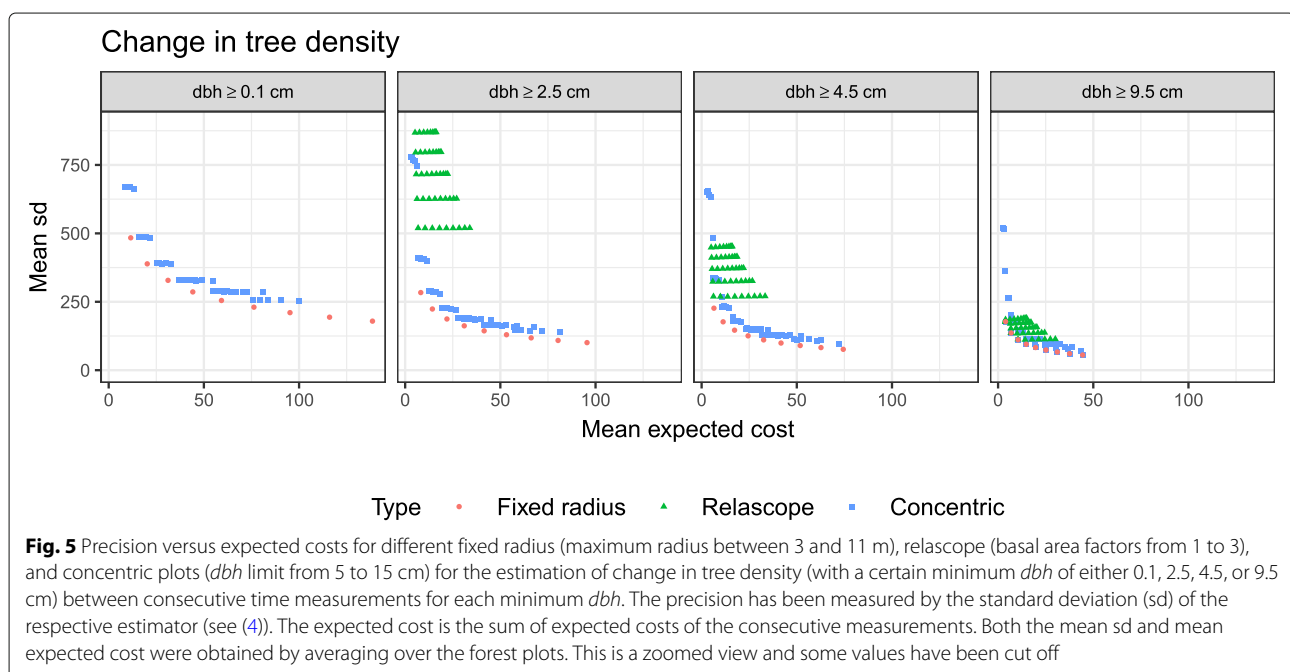 Change in tree density
dbh ≥ 0.1 cm dbh ≥ 2.5 cm dbh ≥ 4.5 cm dbh ≥ 9.5 cm
750
500
250
0
Mean sd
0 50 100 0 50 100 0 50 100 0 50 100
Mean expected cost
Type Fixed radius Relascope Concentric
Fig. 5 Precision versus expected costs for different fixed radius (maximum radius between 3 and 11 m), relascope (basal area factors from 1 to 3),
and concentric plots (dbh limit from 5 to 15 cm) for the estimation of change in tree density (with a certain minimum dbh of either 0.1, 2.5, 4.5, or 9.5
cm) between consecutive time measurements for each minimum dbh. The precision has been measured by the standard deviation (sd) of the
respective estimator (see (4)). The expected cost is the sum of expected costs of the consecutive measurements. Both the mean sd and mean
expected cost were obtained by averaging over the forest plots. This is a zoomed view and some values have been cut off